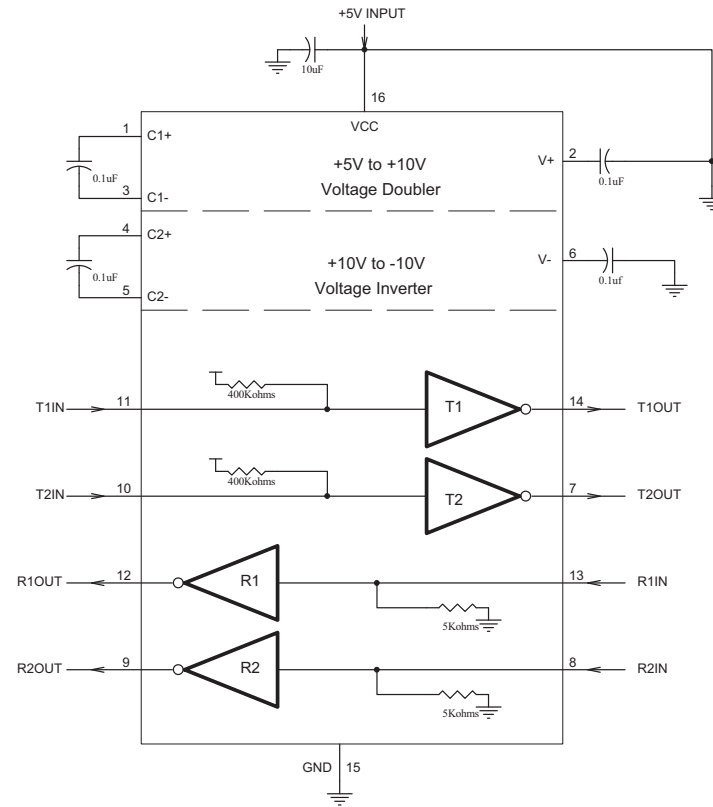 +5V INPUT
10uF
16
VCC
1
C1+
0.1uF
3
C1-
+5V to +10V
Voltage Doubler
V+
2
0.1uF
4
C2+
0.1uF
5
C2-
+10V to -10V
Voltage Inverter
V-
6
0.1uf
T1IN
11
400Kohms
T1
14
T1OUT
T2IN
10
400Kohms
T2
7
T2OUT
R1OUT
12
R1
13
R1IN
5Kohms
R2OUT
9
R2
8
R2IN
5Kohms
GND
15